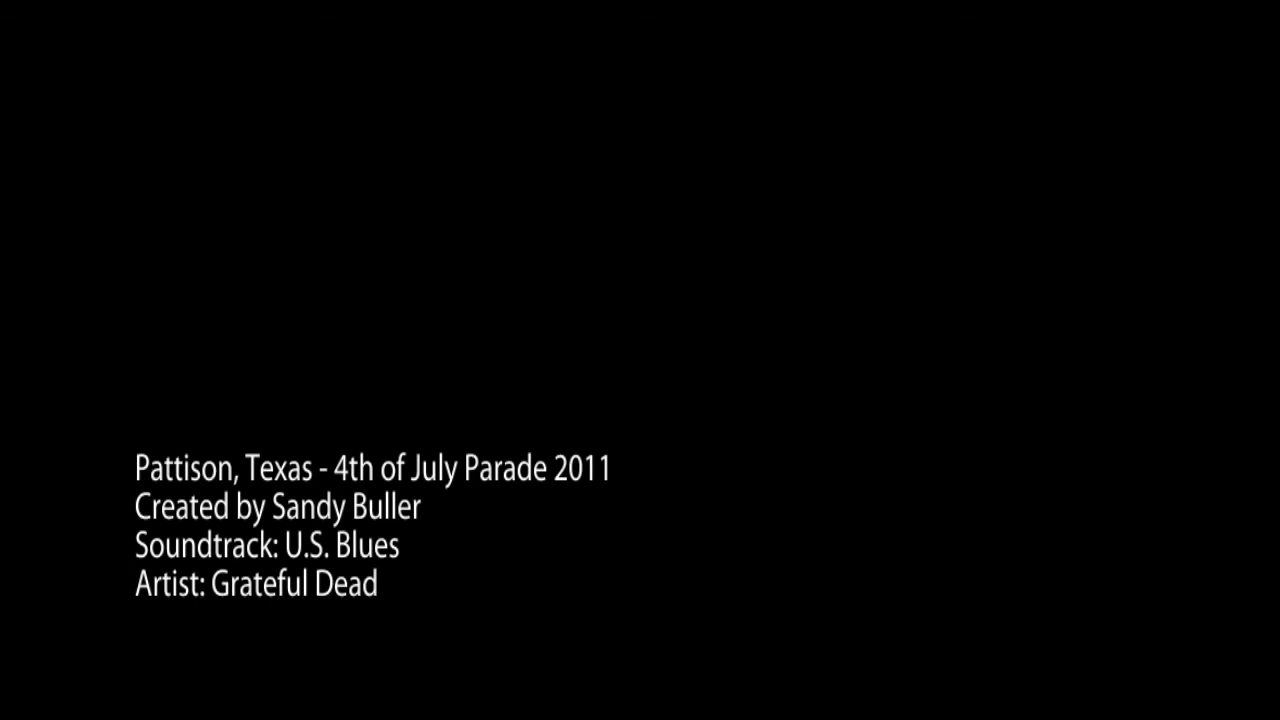 Pattison, Texas - 4th of July Parade 2011
Created by Sandy Buller
Soundtrack: U.S. Blues
Artist: Grateful Dead